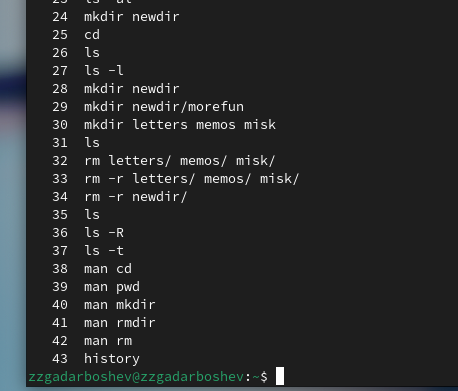 24 mkdir newdir
25 cd
26 ls
27 ls -l
28 mkdir newdir
29 mkdir newdir/morefun
30 mkdir letters memos misk
31 ls
32 rm letters/ memos/ misk/
33 rm -r letters/ memos/ misk/
34 rm -r newdir/
35 ls
36 ls -R
37 ls -t
38 man cd
39 man pwd
40 man mkdir
41 man rmdir
42 man rm
43 history
zzgadarboshev@zzgadarboshev:~$